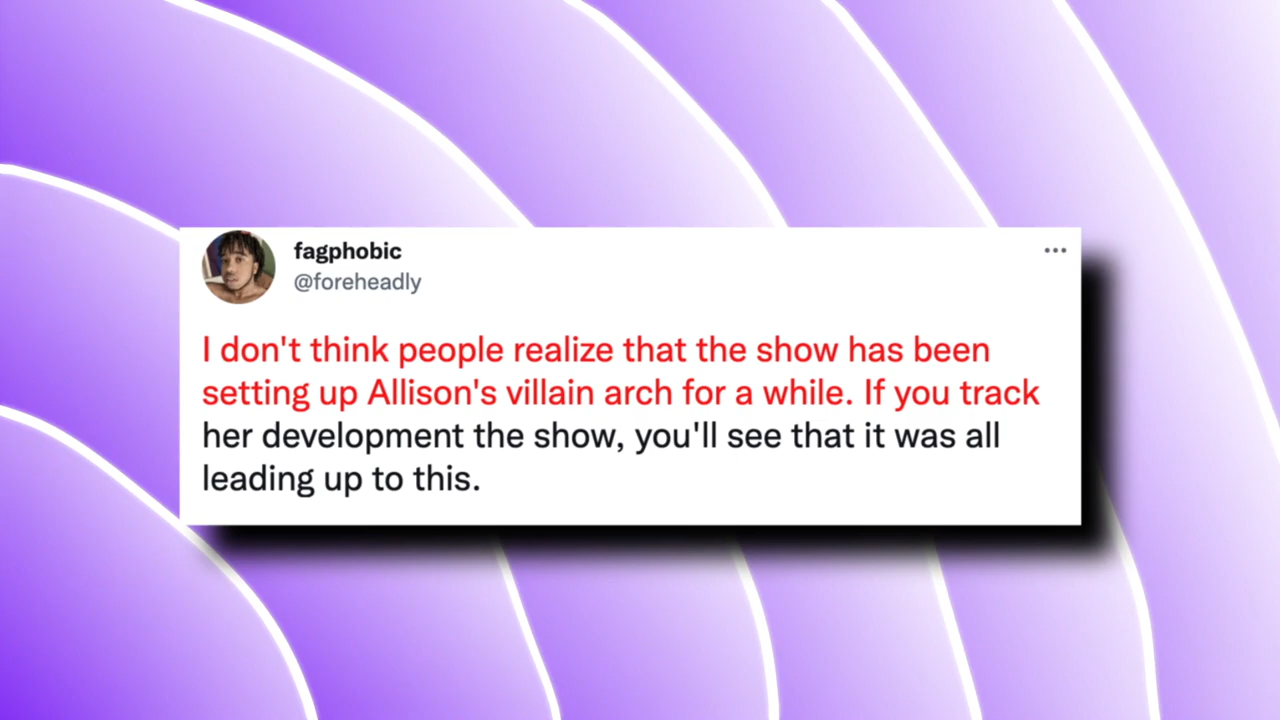 fagphobic
@foreheadly
I don't think people realize that the show has been
setting up Allison's villain arch for a while. If you track
her development the show, you'll see that it was all
leading up to this.